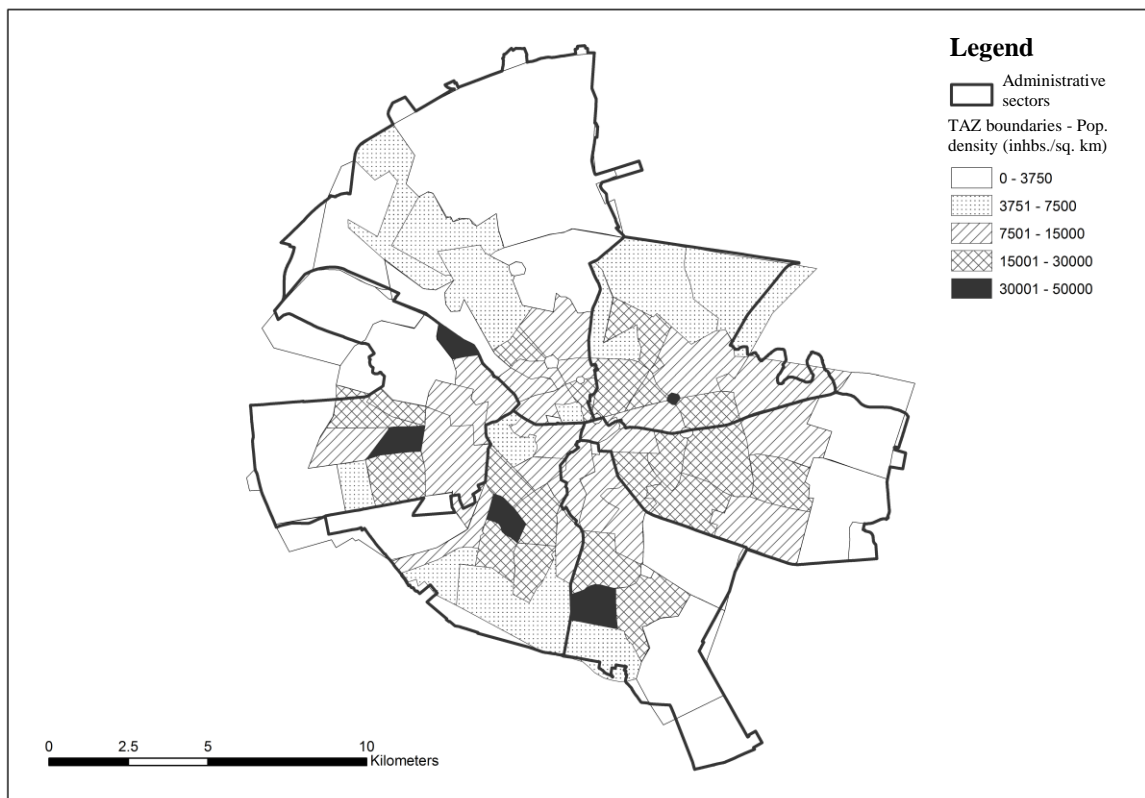 Legend
Administrative
sectors
TAZ boundaries - Pop.
density (inhbs./sq. km)
0 - 3750
3751 - 7500
7501 - 15000
15001 - 30000
30001 - 50000
0 2.5 5 10
Kilometers